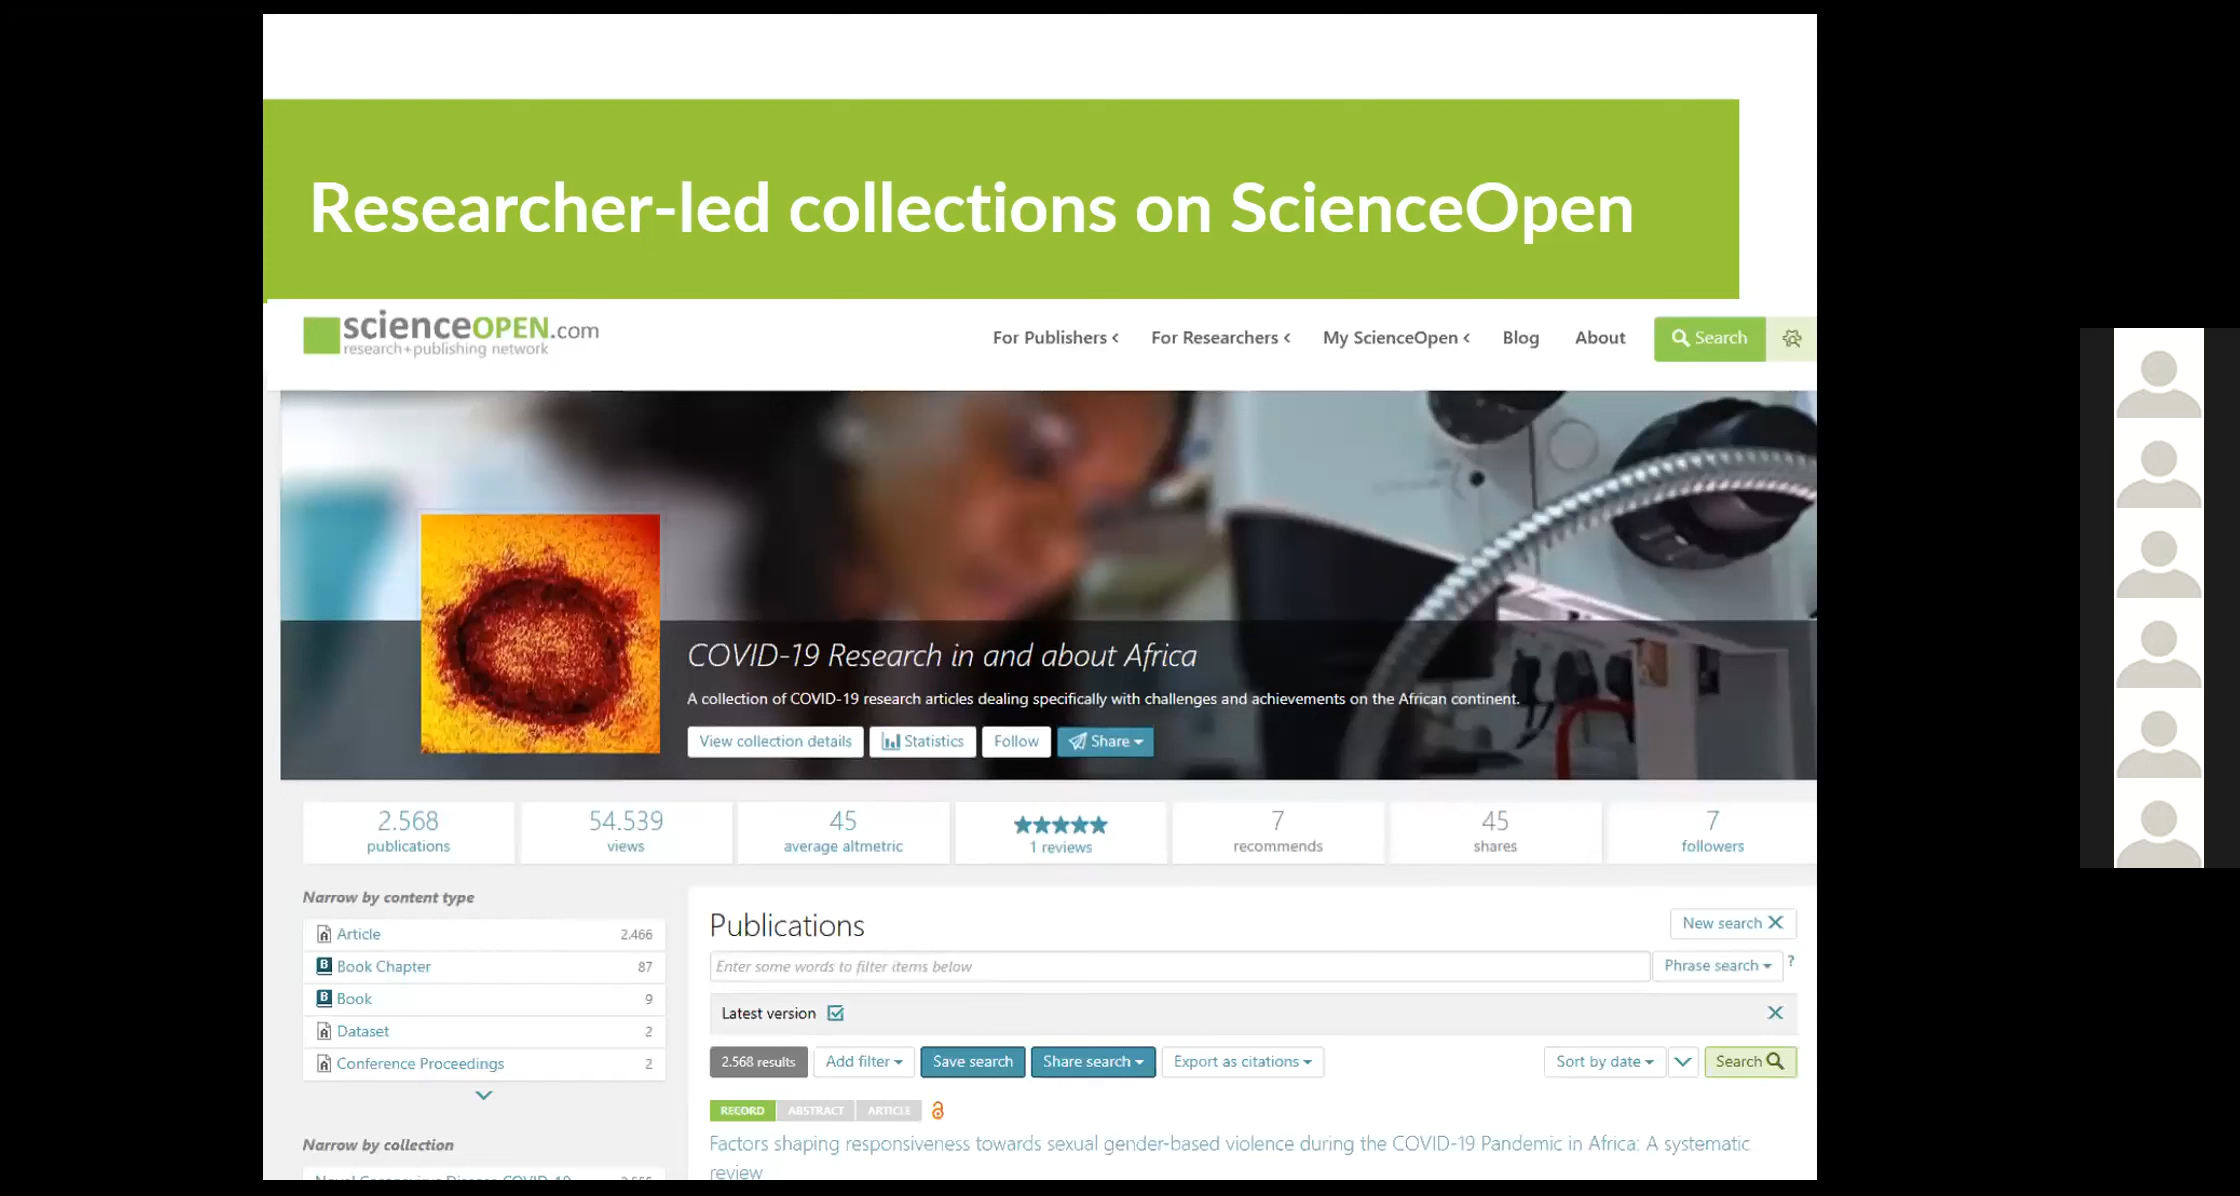 Researcher-led collections on ScienceOpen
scienceOPEN.com
research+publishing network
For Publishers < For Researchers < My ScienceOpen < Blog About Search
COVID-19 Research in and about Africa
A collection of COVID-19 research articles dealing specifically with challenges and achievements on the African continent.
View collection details Statistics Follow Share
2.568 54.539 45 7 45 7
publications views average altmetric 1 reviews recommends shares followers
Narrow by content type
Article 2.466
Book Chapter 87
Book 9
Dataset 2
Conference Proceedings 2
Narrow by collection
Novel Coronavirus Disease COVID-19
Publications
New search X
Enter some words to filter items below
Phrase search ?
Latest version
2.568 results Add filter Save search Share search Export as citations Sort by date Search
RECORD ABSTRACT ARTICLE
Factors shaping responsiveness towards sexual gender-based violence during the COVID-19 Pandemic in Africa: A systematic
review